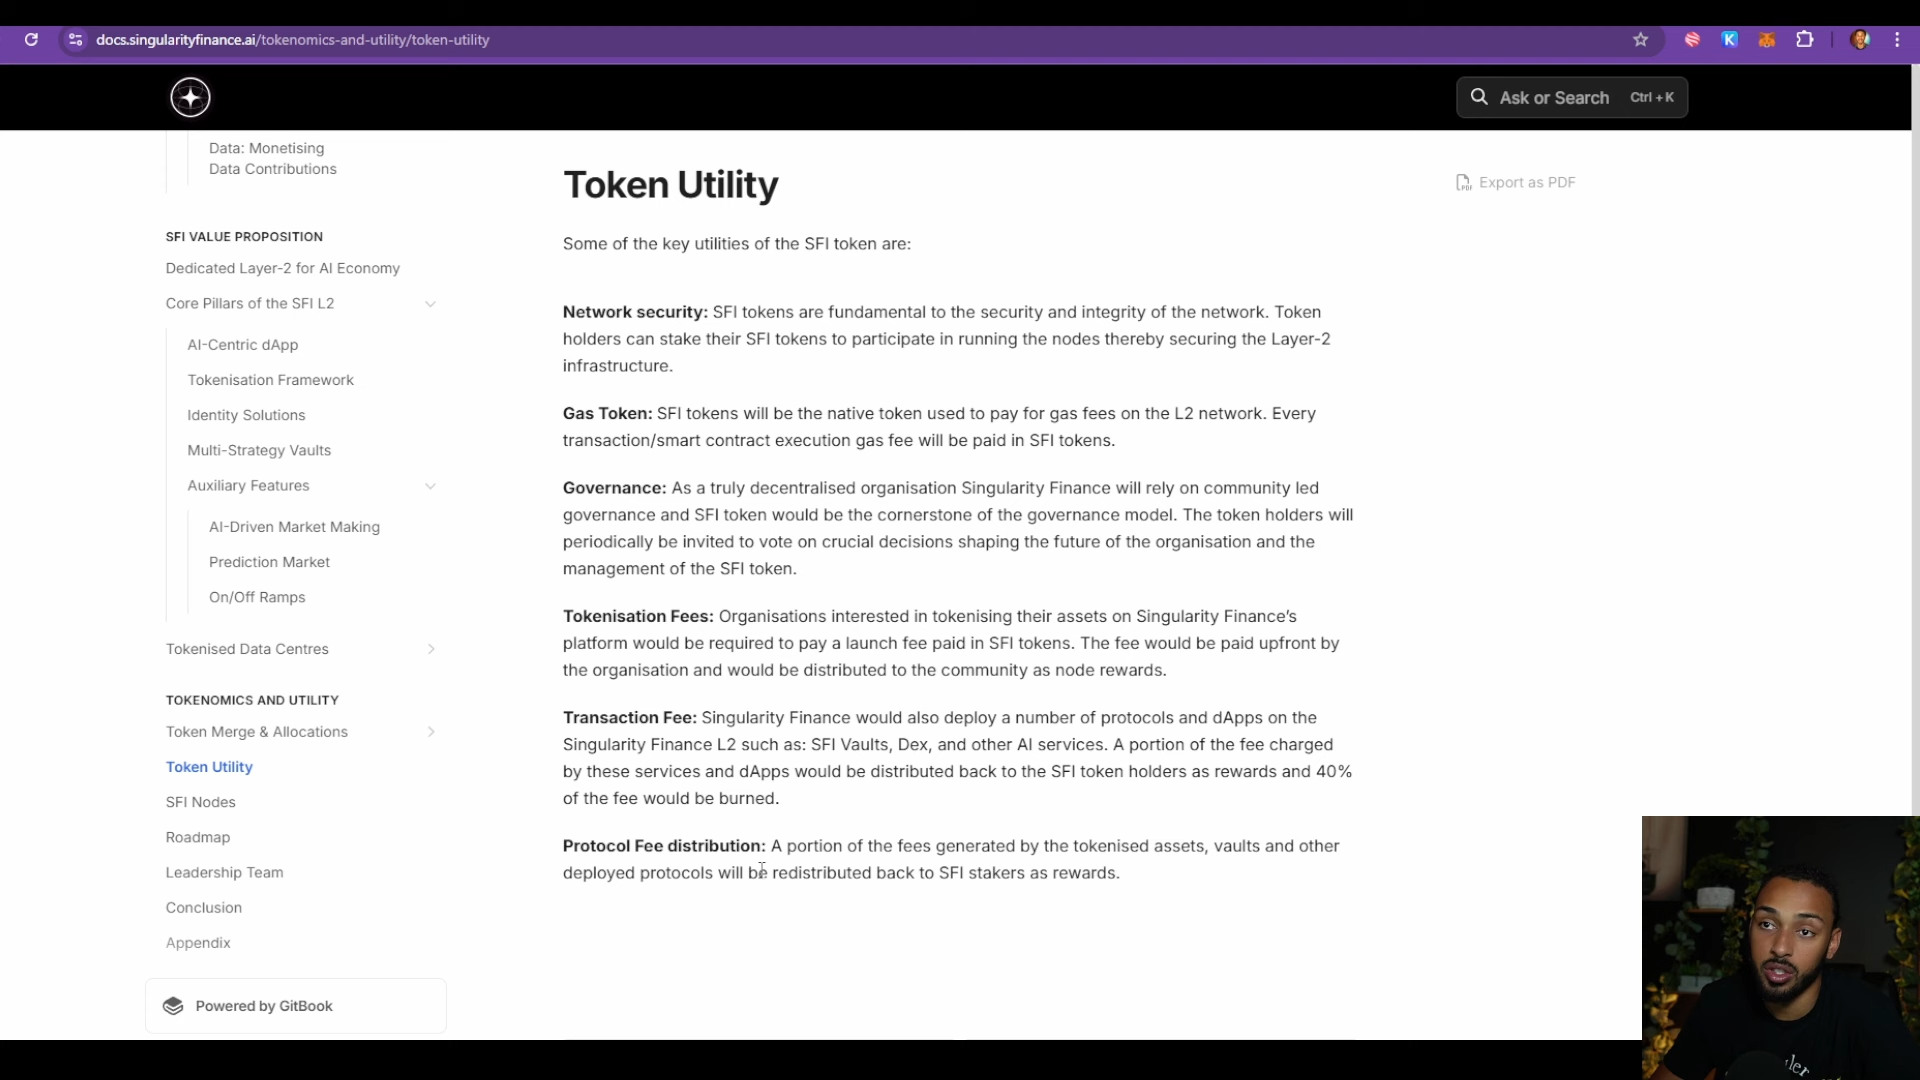 docs.singularityfinance.ai/tokenomics-and-utility/token-utility
K
Ask or Search
Ctrl + K
Data: Monetising
Data Contributions
SFI VALUE PROPOSITION
Dedicated Layer-2 for AI Economy
Core Pillars of the SFI L2
AI-Centric dApp
Tokenisation Framework
Identity Solutions
Multi-Strategy Vaults
Auxiliary Features
AI-Driven Market Making
Prediction Market
On/Off Ramps
Tokenised Data Centres
TOKENOMICS AND UTILITY
Token Merge & Allocations
Token Utility
SFI Nodes
Roadmap
Leadership Team
Conclusion
Appendix
Powered by GitBook
Token Utility
Export as PDF
Some of the key utilities of the SFI token are:
Network security: SFI tokens are fundamental to the security and integrity of the network. Token
holders can stake their SFI tokens to participate in running the nodes thereby securing the Layer-2
infrastructure.
Gas Token: SFI tokens will be the native token used to pay for gas fees on the L2 network. Every
transaction/smart contract execution gas fee will be paid in SFI tokens.
Governance: As a truly decentralised organisation Singularity Finance will rely on community led
governance and SFI token would be the cornerstone of the governance model. The token holders will
periodically be invited to vote on crucial decisions shaping the future of the organisation and the
management of the SFI token.
Tokenisation Fees: Organisations interested in tokenising their assets on Singularity Finance’s
platform would be required to pay a launch fee paid in SFI tokens. The fee would be paid upfront by
the organisation and would be distributed to the community as node rewards.
Transaction Fee: Singularity Finance would also deploy a number of protocols and dApps on the
Singularity Finance L2 such as: SFI Vaults, Dex, and other AI services. A portion of the fee charged
by these services and dApps would be distributed back to the SFI token holders as rewards and 40%
of the fee would be burned.
Protocol Fee distribution: A portion of the fees generated by the tokenised assets, vaults and other
deployed protocols will be redistributed back to SFI stakers as rewards.